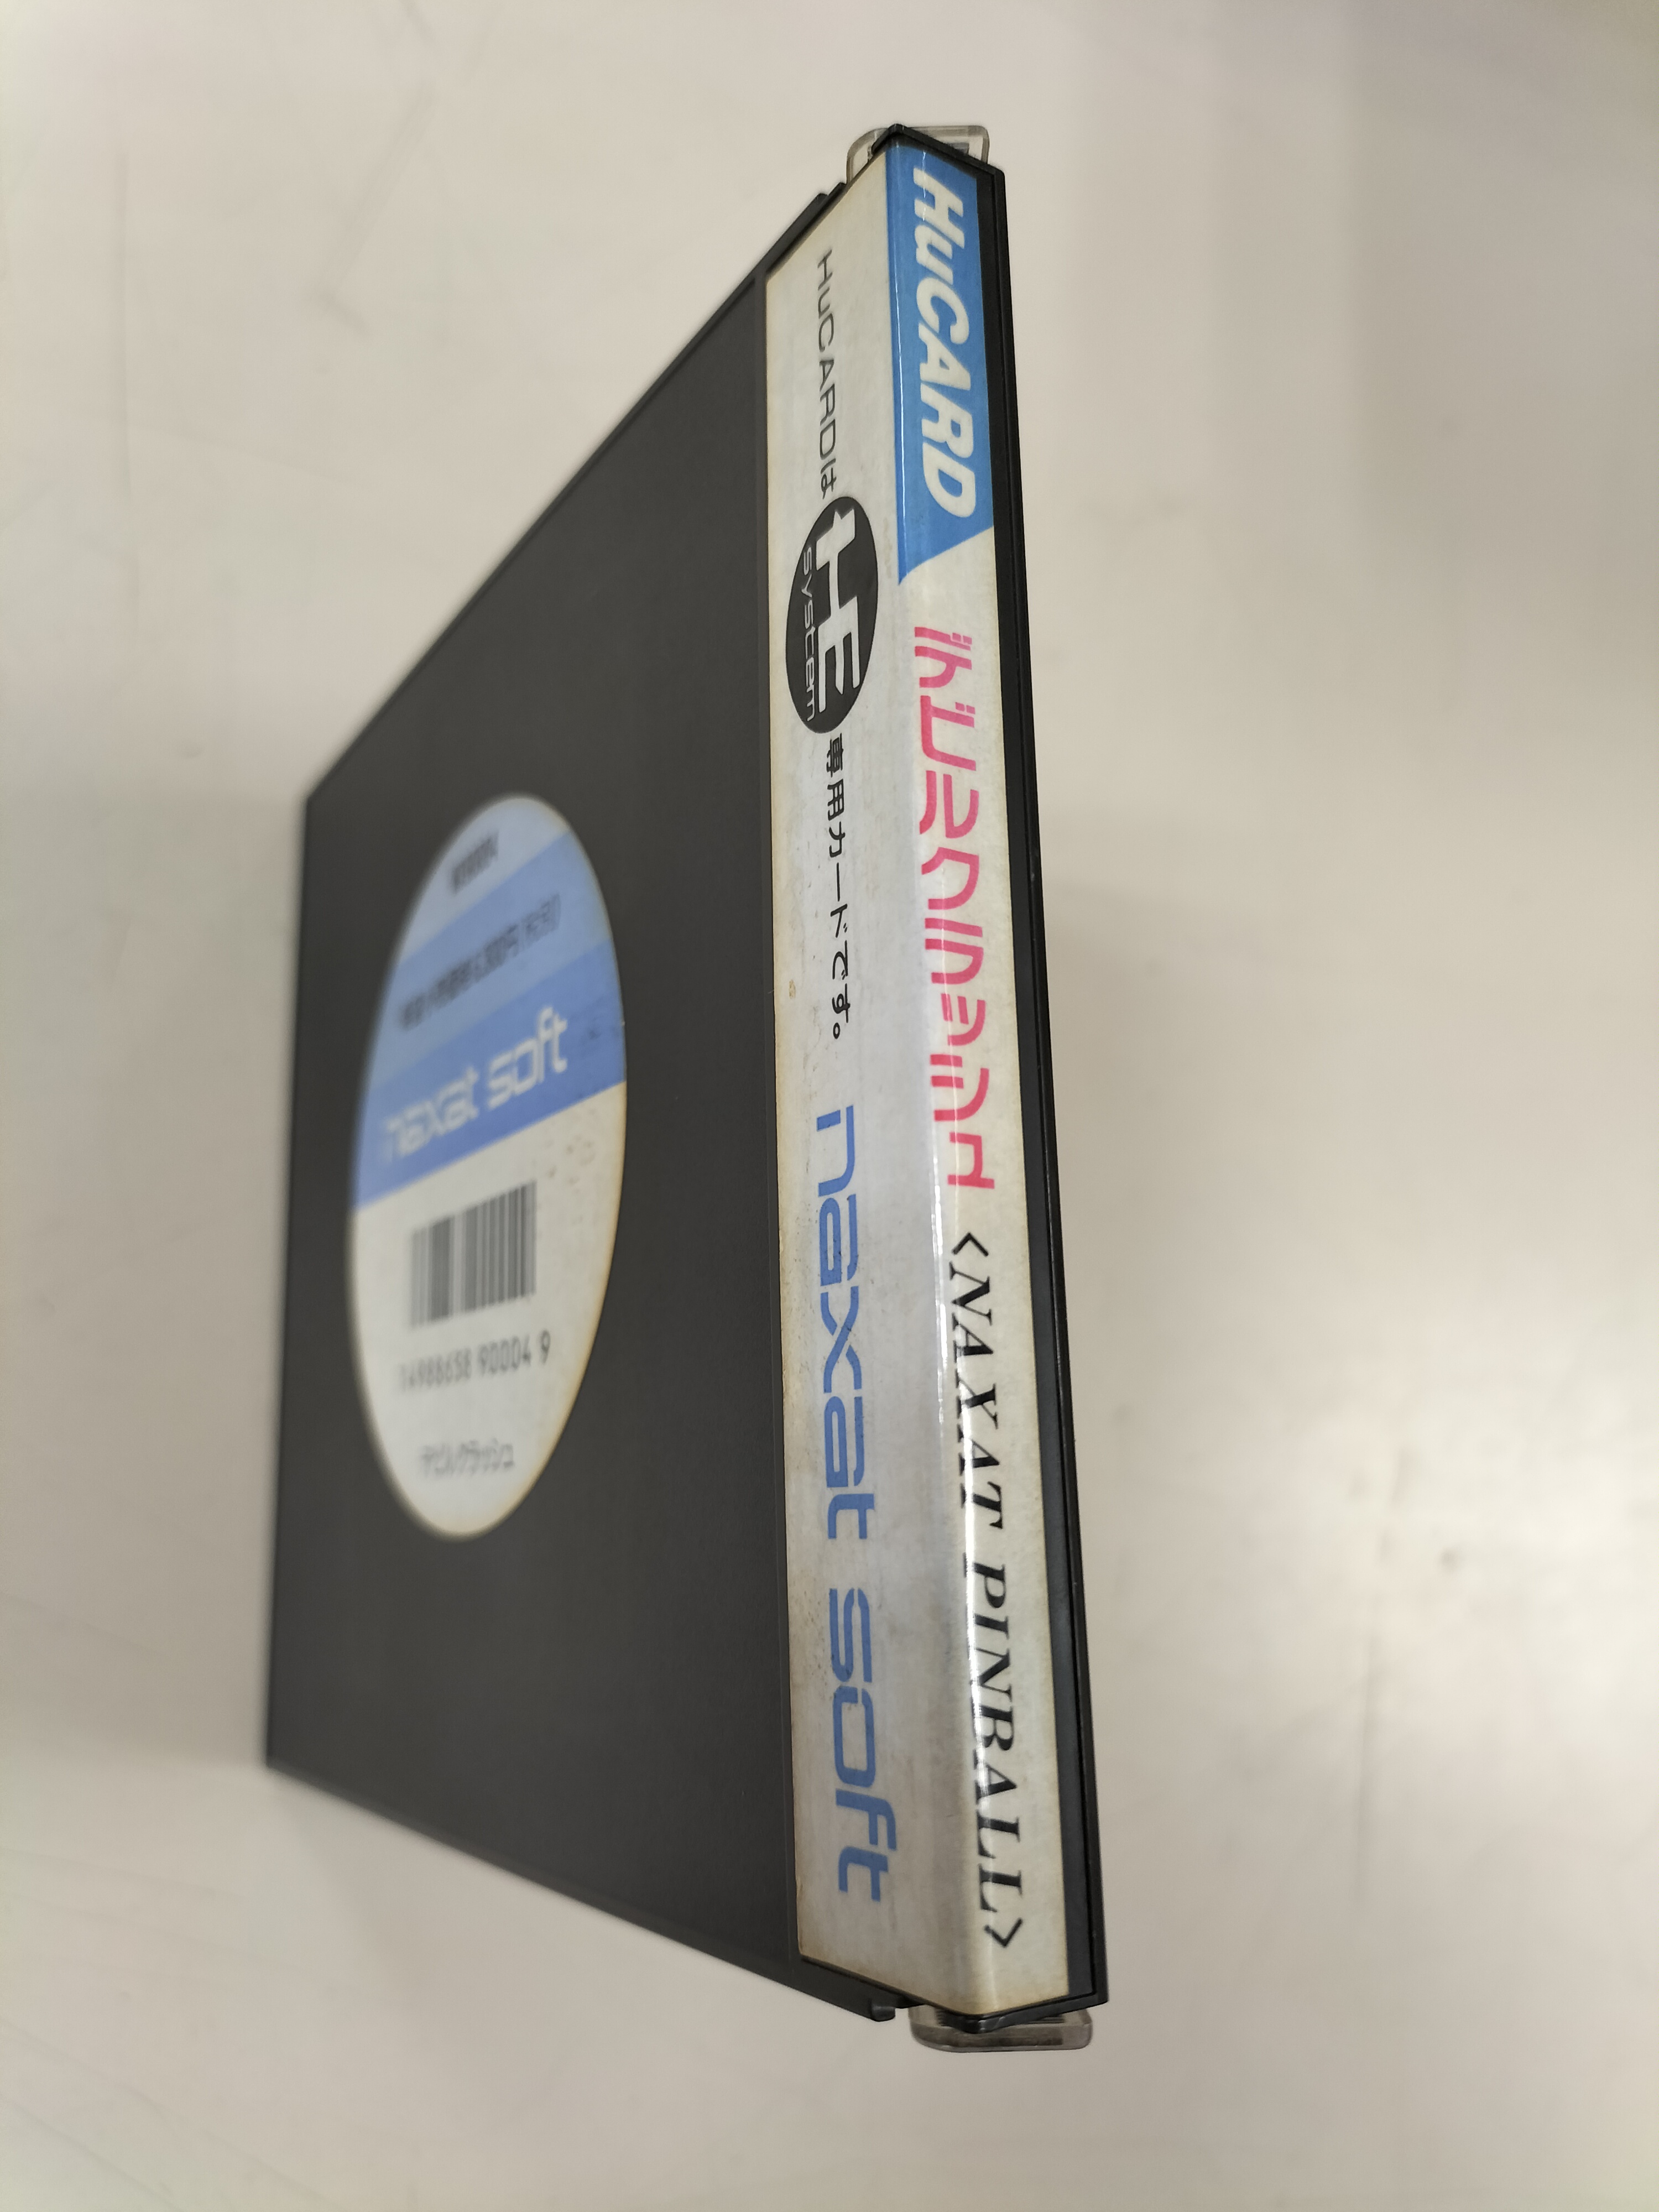 HuCARD デビルクラッシュ <NAXAT PINBALL>
HuCARDは HE system 専用カードです。 naxat soft
naxat soft
14988658 90004 9
デビルクラッシュ